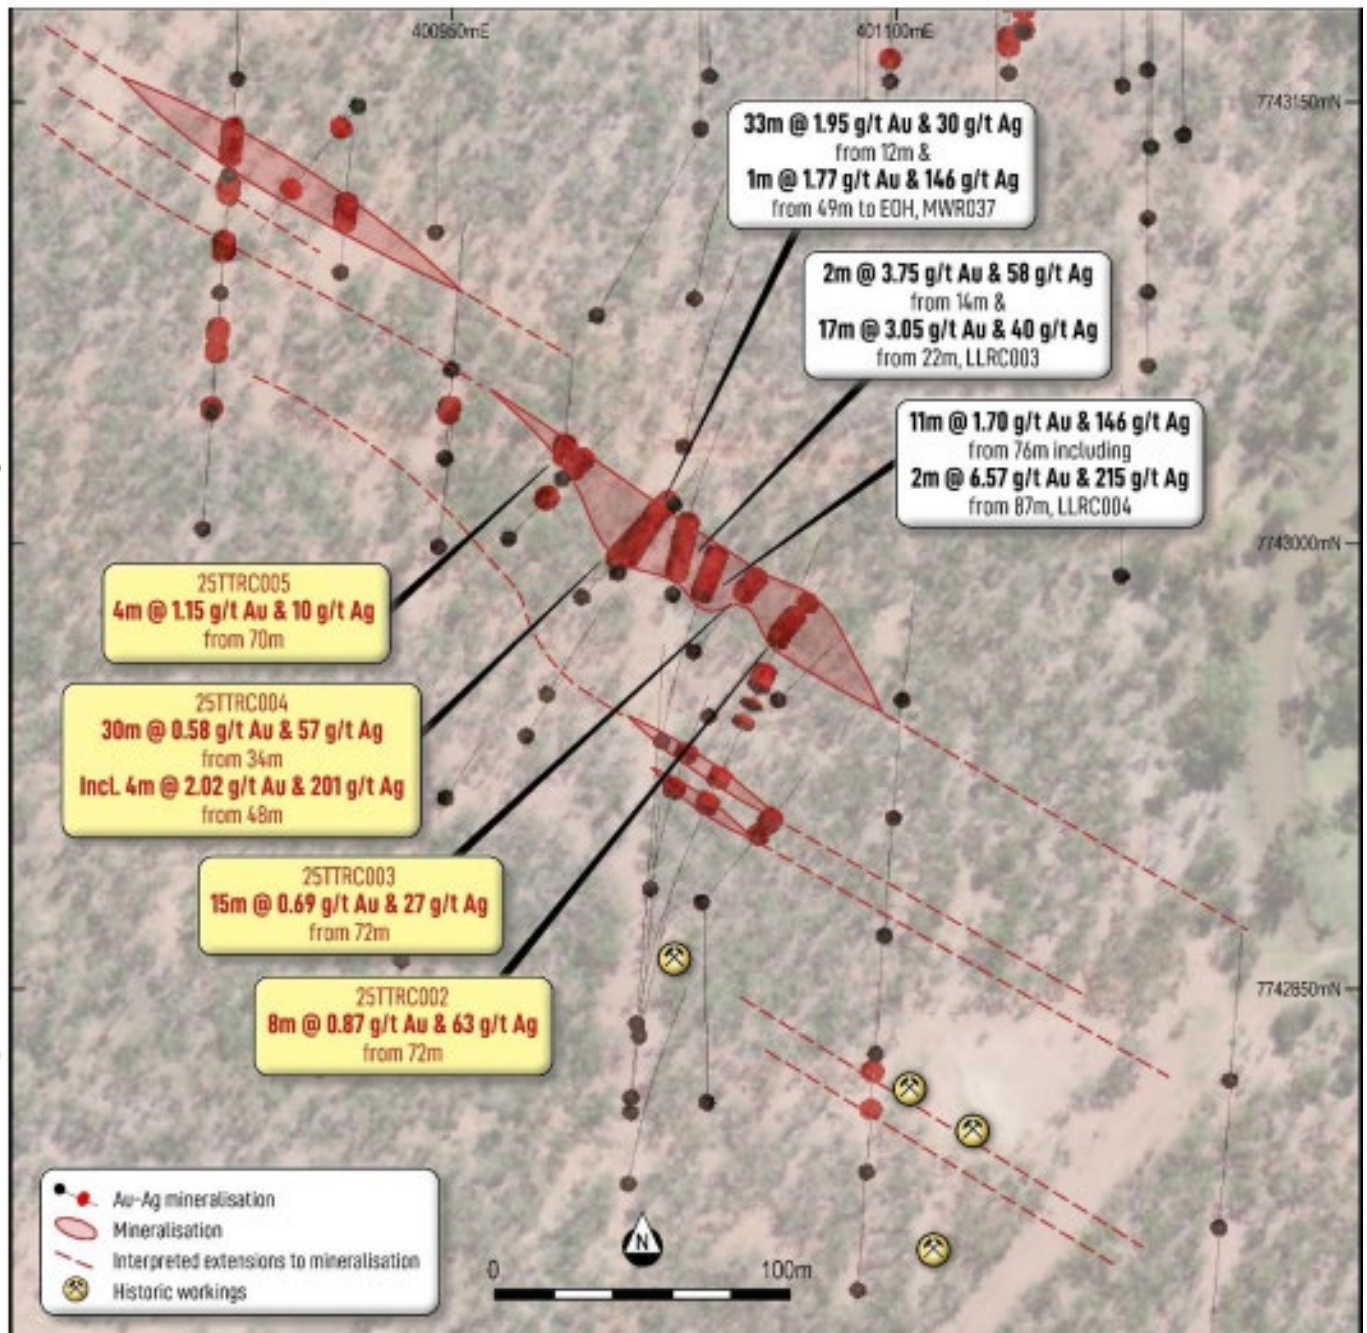 400950mE
401100mE
7743150mN
33m @ 1.95 g/t Au & 30 g/t Ag
from 12m &
1m @ 1.77 g/t Au & 146 g/t Ag
from 49m to EOH, MWR037
2m @ 3.75 g/t Au & 58 g/t Ag
from 14m &
17m @ 3.05 g/t Au & 40 g/t Ag
from 22m, LLRC003
11m @ 1.70 g/t Au & 146 g/t Ag
from 76m including
2m @ 6.57 g/t Au & 215 g/t Ag
from 87m, LLRC004
7743000mN
25TTRC005
4m @ 1.15 g/t Au & 10 g/t Ag
from 70m
25TTRC004
30m @ 0.58 g/t Au & 57 g/t Ag
from 34m
Incl. 4m @ 2.02 g/t Au & 201 g/t Ag
from 48m
25TTRC003
15m @ 0.69 g/t Au & 27 g/t Ag
from 72m
25TTRC002
8m @ 0.87 g/t Au & 63 g/t Ag
from 72m
7742850mN
Au-Ag mineralisation
Mineralisation
Interpreted extensions to mineralisation
Historic workings
N
0 100m